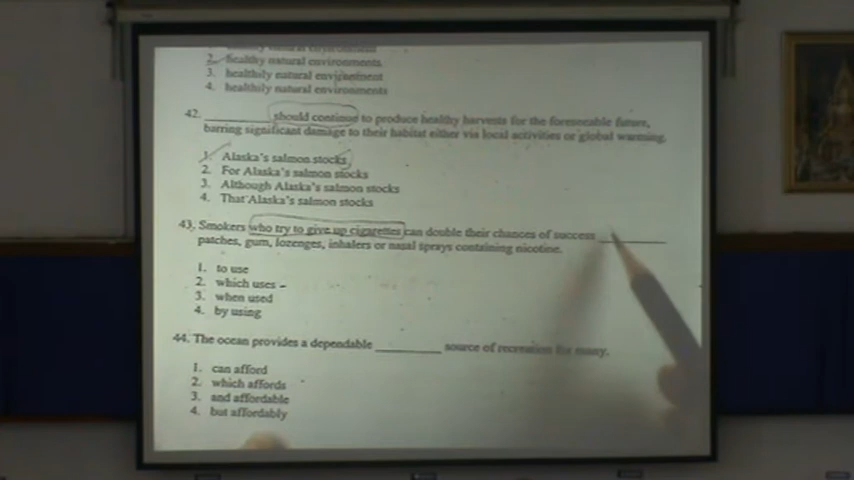 2. healthy natural environments
3. healthily natural environment
4. healthily natural environments
42. ________ should continue to produce healthy harvests for the foreseeable future,
barring significant damage to their habitat either via local activities or global warming.
1. Alaska's salmon stocks
2. For Alaska's salmon stocks
3. Although Alaska's salmon stocks
4. That Alaska's salmon stocks
43. Smokers who try to give up cigarettes can double their chances of success ________
patches, gum, lozenges, inhalers or nasal sprays containing nicotine.
1. to use
2. which uses
3. when used
4. by using
44. The ocean provides a dependable ________ source of recreation for many.
1. can afford
2. which affords
3. and affordable
4. but affordably